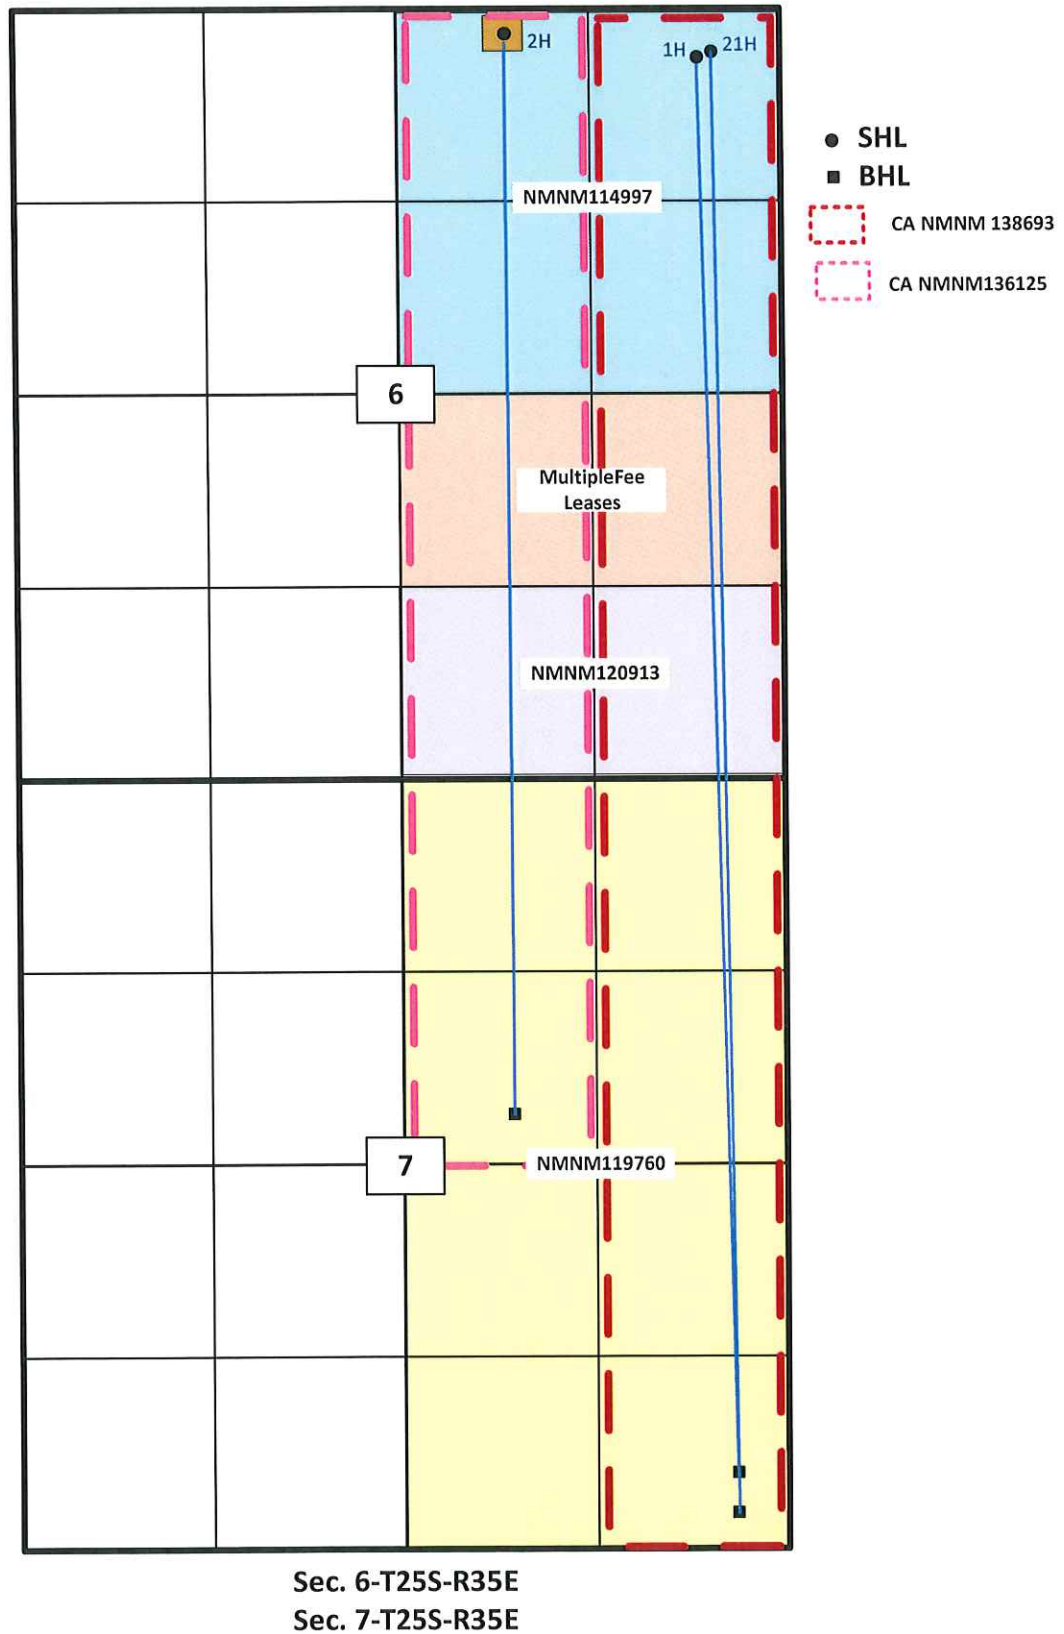 2H
1H
21H
SHL
BHL
NMNM114997
CA NMNM 138693
CA NMNM136125
6
MultipleFee
Leases
NMNM120913
7
NMNM119760
Sec. 6-T25S-R35E
Sec. 7-T25S-R35E